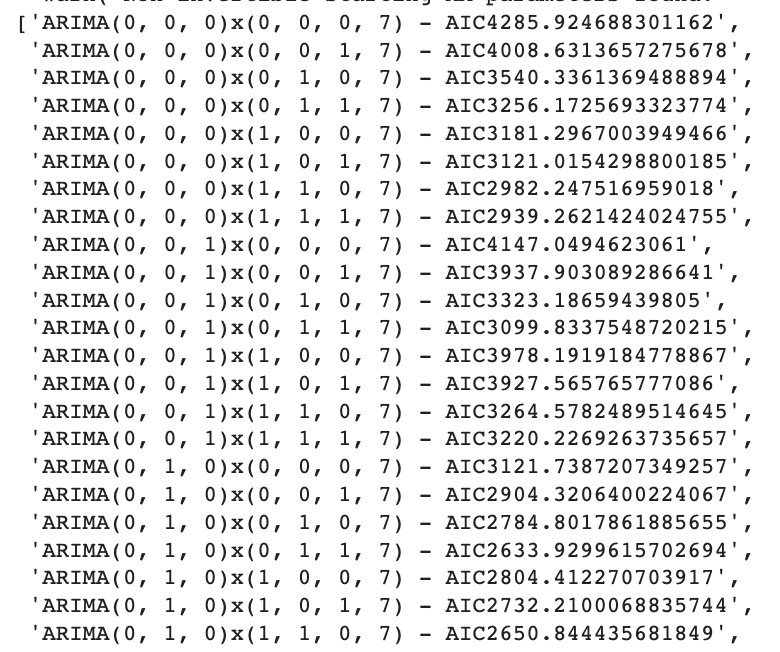 ['ARIMA(0, 0, 0)x(0, 0, 0, 7) - AIC4285.924688301162',
'ARIMA(0, 0, 0)x(0, 0, 1, 7) - AIC4008.6313657275678',
'ARIMA(0, 0, 0)x(0, 1, 0, 7) - AIC3540.3361369488894',
'ARIMA(0, 0, 0)x(0, 1, 1, 7) - AIC3256.1725693323774',
'ARIMA(0, 0, 0)x(1, 0, 0, 7) - AIC3181.2967003949466',
'ARIMA(0, 0, 0)x(1, 0, 1, 7) - AIC3121.0154298800185',
'ARIMA(0, 0, 0)x(1, 1, 0, 7) - AIC2982.247516959018',
'ARIMA(0, 0, 0)x(1, 1, 1, 7) - AIC2939.2621424024755',
'ARIMA(0, 0, 1)x(0, 0, 0, 7) - AIC4147.0494623061',
'ARIMA(0, 0, 1)x(0, 0, 1, 7) - AIC3937.903089286641',
'ARIMA(0, 0, 1)x(0, 1, 0, 7) - AIC3323.18659439805',
'ARIMA(0, 0, 1)x(0, 1, 1, 7) - AIC3099.8337548720215',
'ARIMA(0, 0, 1)x(1, 0, 0, 7) - AIC3978.1919184778867',
'ARIMA(0, 0, 1)x(1, 0, 1, 7) - AIC3927.565765777086',
'ARIMA(0, 0, 1)x(1, 1, 0, 7) - AIC3264.5782489514645',
'ARIMA(0, 0, 1)x(1, 1, 1, 7) - AIC3220.2269263735657',
'ARIMA(0, 1, 0)x(0, 0, 0, 7) - AIC3121.7387207349257',
'ARIMA(0, 1, 0)x(0, 0, 1, 7) - AIC2904.3206400224067',
'ARIMA(0, 1, 0)x(0, 1, 0, 7) - AIC2784.8017861885655',
'ARIMA(0, 1, 0)x(0, 1, 1, 7) - AIC2633.9299615702694',
'ARIMA(0, 1, 0)x(1, 0, 0, 7) - AIC2804.412270703917',
'ARIMA(0, 1, 0)x(1, 0, 1, 7) - AIC2732.2100068835744',
'ARIMA(0, 1, 0)x(1, 1, 0, 7) - AIC2650.844435681849',